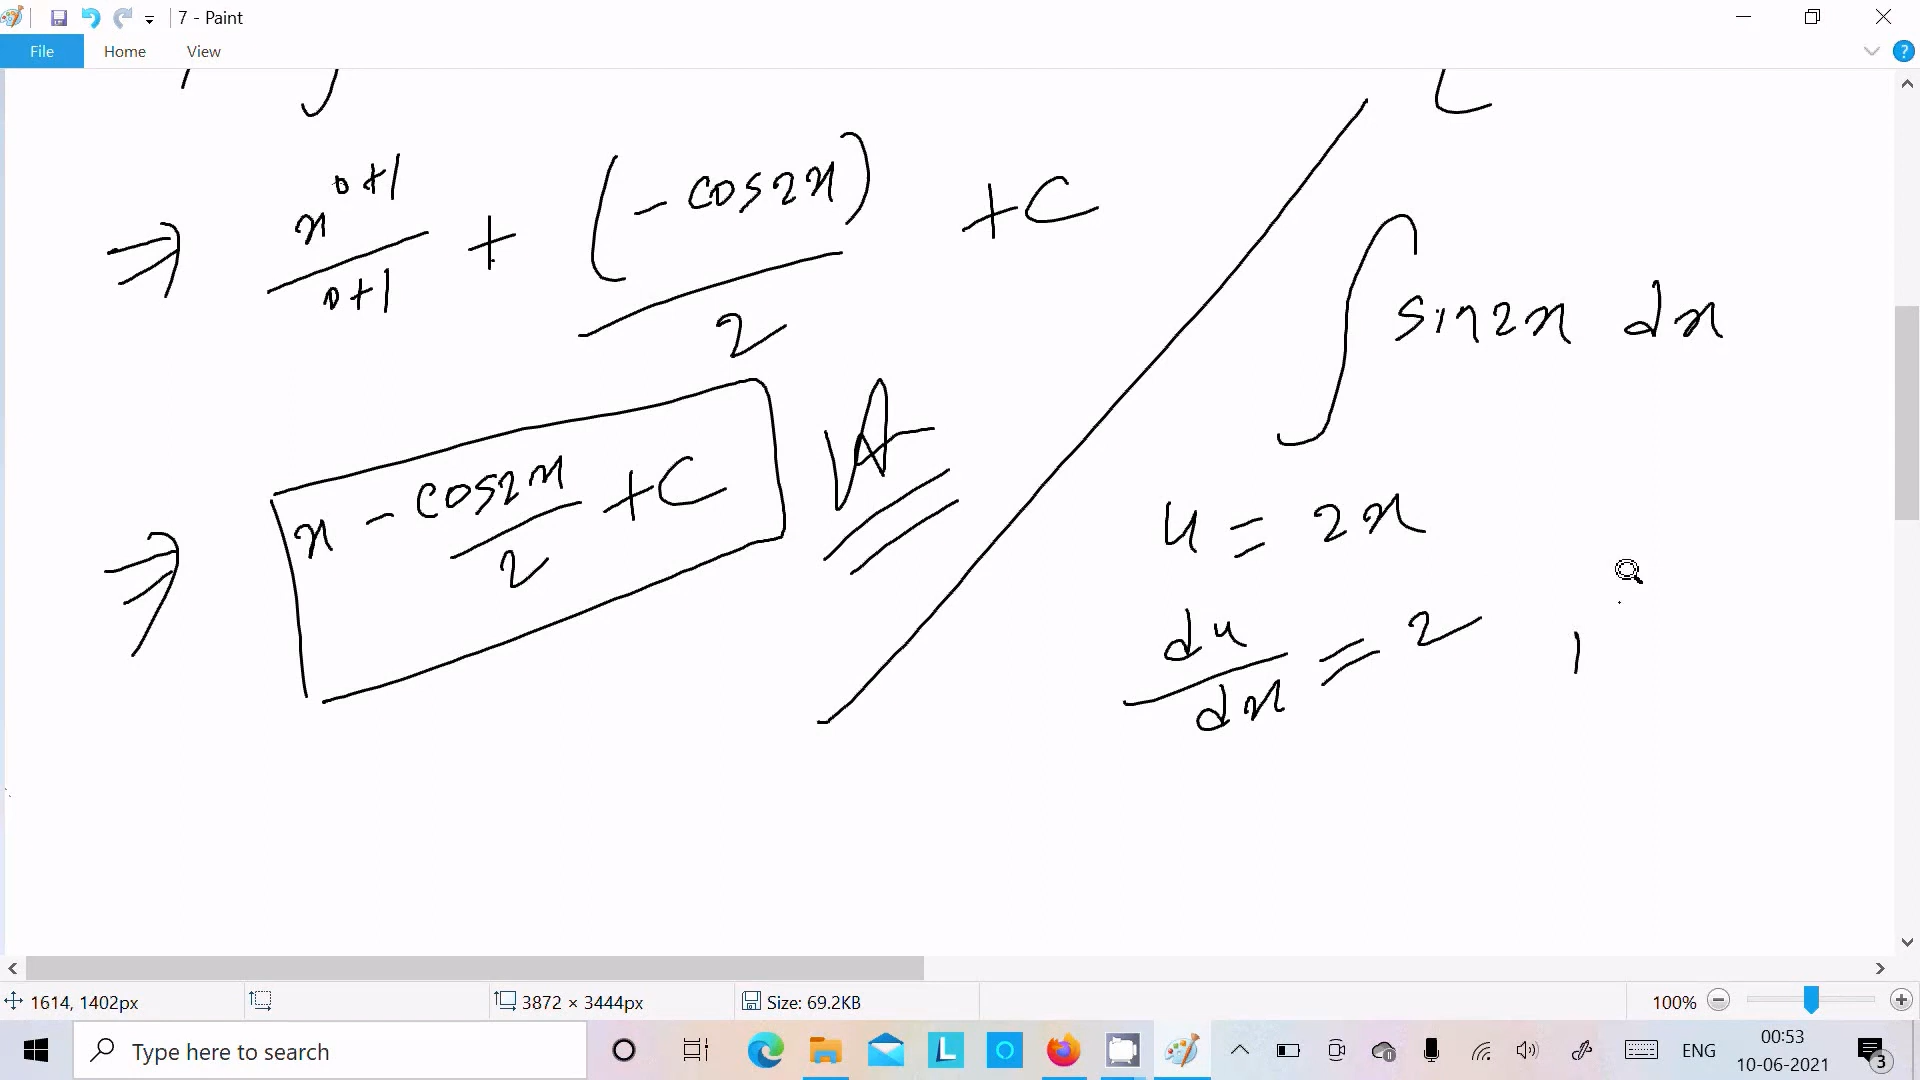 7 - Paint
File Home View
⇒ x^0+1/0+1 + (-cos2x)/2 + C
⇒ x - cos2x/2 + C
∫ sin2x dx
u = 2x
du/dx = 2 ,
1614, 1402px 3872 × 3444px Size: 69.2KB 100%
Type here to search L ENG 00:53
10-06-2021 3